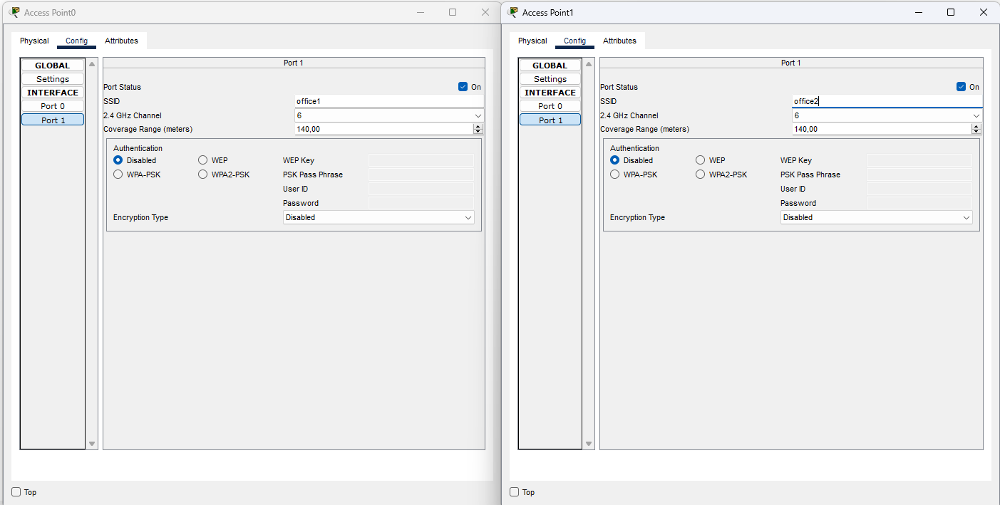 Access Point0
Physical Config Attributes
GLOBAL
Settings
INTERFACE
Port 0
Port 1
Port 1
Port Status On
SSID office1
2.4 GHz Channel 6
Coverage Range (meters) 140,00
Authentication
Disabled WEP WEP Key
WPA-PSK WPA2-PSK PSK Pass Phrase
User ID
Password
Encryption Type Disabled
Top
Access Point1
Physical Config Attributes
GLOBAL
Settings
INTERFACE
Port 0
Port 1
Port 1
Port Status On
SSID office2
2.4 GHz Channel 6
Coverage Range (meters) 140,00
Authentication
Disabled WEP WEP Key
WPA-PSK WPA2-PSK PSK Pass Phrase
User ID
Password
Encryption Type Disabled
Top